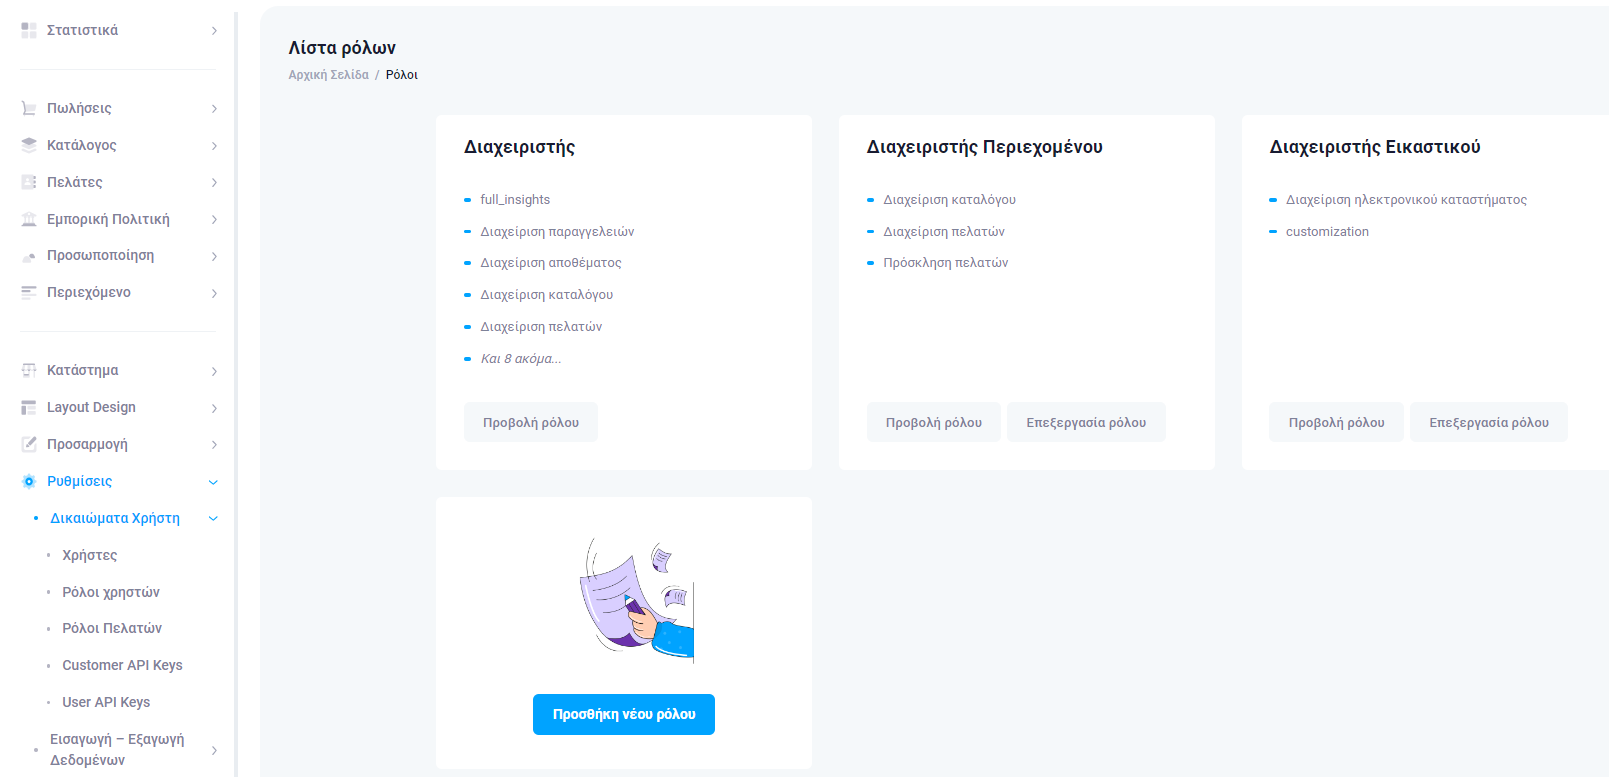 Στατιστικά
Πωλήσεις
Κατάλογος
Πελάτες
Εμπορική Πολιτική
Προσωποποίηση
Περιεχόμενο
Κατάστημα
Layout Design
Προσαρμογή
Ρυθμίσεις
Δικαιώματα Χρήστη
Χρήστες
Ρόλοι χρηστών
Ρόλοι Πελατών
Customer API Keys
User API Keys
Εισαγωγή – Εξαγωγή
Δεδομένων
Λίστα ρόλων
Αρχική Σελίδα / Ρόλοι
Διαχειριστής
full_insights
Διαχείριση παραγγελειών
Διαχείριση αποθέματος
Διαχείριση καταλόγου
Διαχείριση πελατών
Και 8 ακόμα...
Προβολή ρόλου
Διαχειριστής Περιεχομένου
Διαχείριση καταλόγου
Διαχείριση πελατών
Πρόσκληση πελατών
Προβολή ρόλου Επεξεργασία ρόλου
Διαχειριστής Εικαστικού
Διαχείριση ηλεκτρονικού καταστήματος
customization
Προβολή ρόλου Επεξεργασία ρόλου
Προσθήκη νέου ρόλου